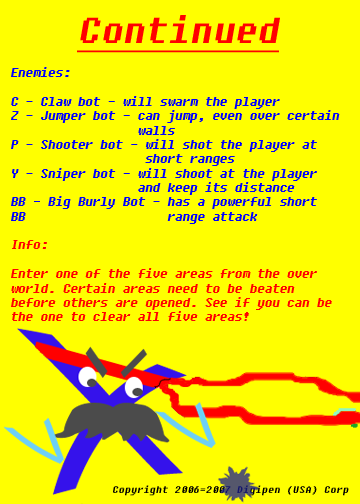 Continued
Enemies:
C - Claw bot - will swarm the player
Z - Jumper bot - can jump, even over certain
walls
P - Shooter bot - will shot the player at
short ranges
Y - Sniper bot - will shoot at the player
and keep its distance
BB - Big Burly Bot - has a powerful short
BB range attack
Info:
Enter one of the five areas from the over
world. Certain areas need to be beaten
before others are opened. See if you can be
the one to clear all five areas!
Copyright 2006=2007 Digipen (USA) Corp